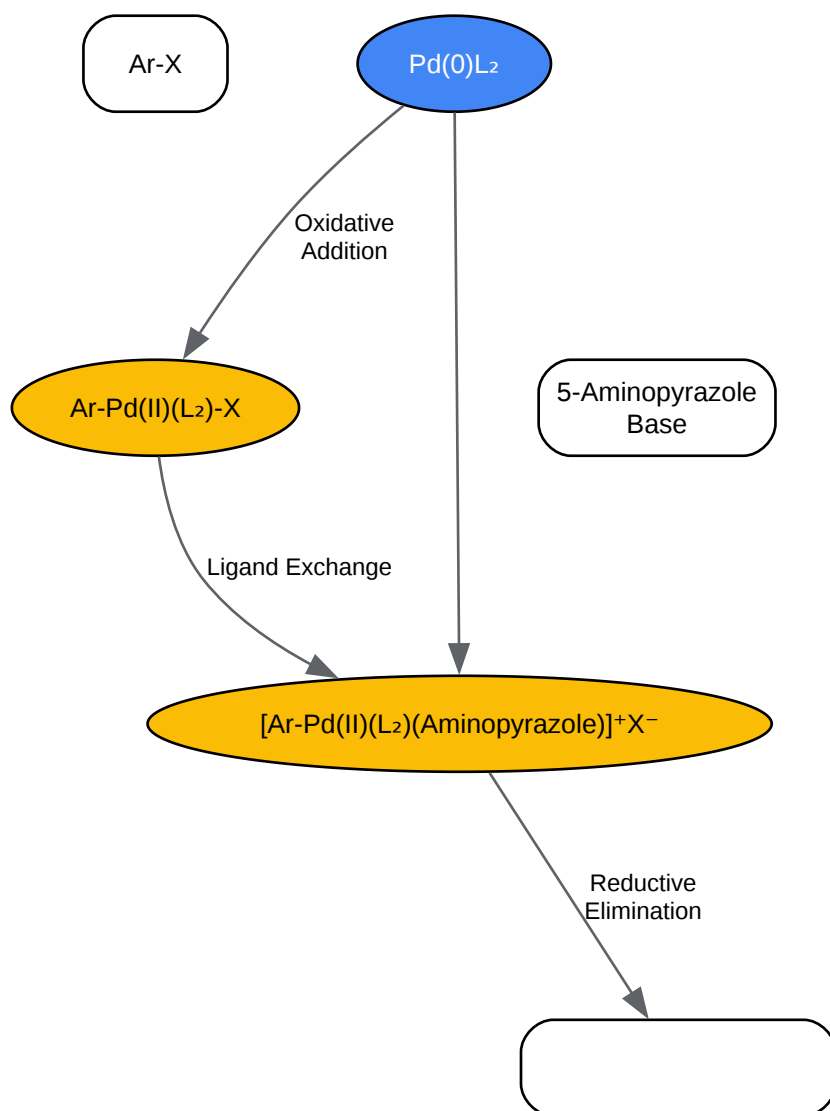 Ar-X
Pd(0)L₂
Oxidative
Addition
Ar-Pd(II)(L₂)-X
5-Aminopyrazole
Base
Ligand Exchange
[Ar-Pd(II)(L₂)(Aminopyrazole)]⁺X⁻
Reductive
Elimination